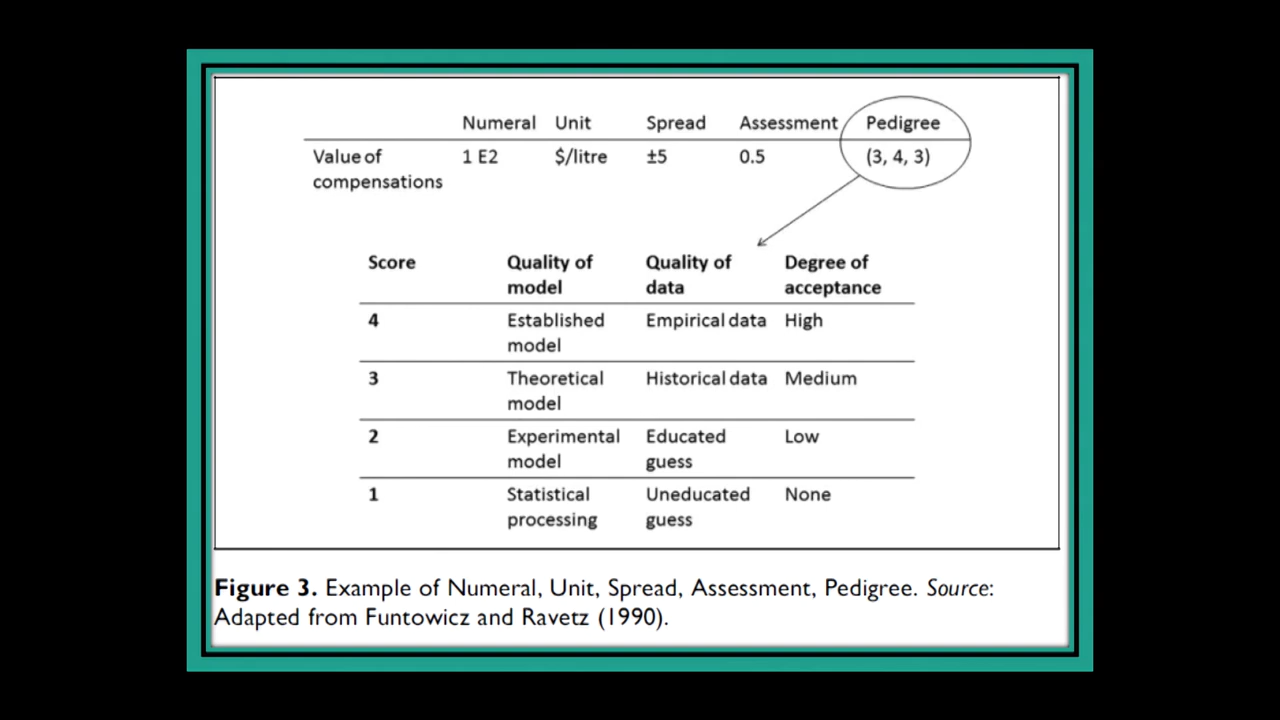 Numeral Unit Spread Assessment Pedigree
Value of 1 E2 $/litre ±5 0.5 (3, 4, 3)
compensations
Score Quality of Quality of Degree of
model data acceptance
4 Established Empirical data High
model
3 Theoretical Historical data Medium
model
2 Experimental Educated Low
model guess
1 Statistical Uneducated None
processing guess
Figure 3. Example of Numeral, Unit, Spread, Assessment, Pedigree. Source:
Adapted from Funtowicz and Ravetz (1990).